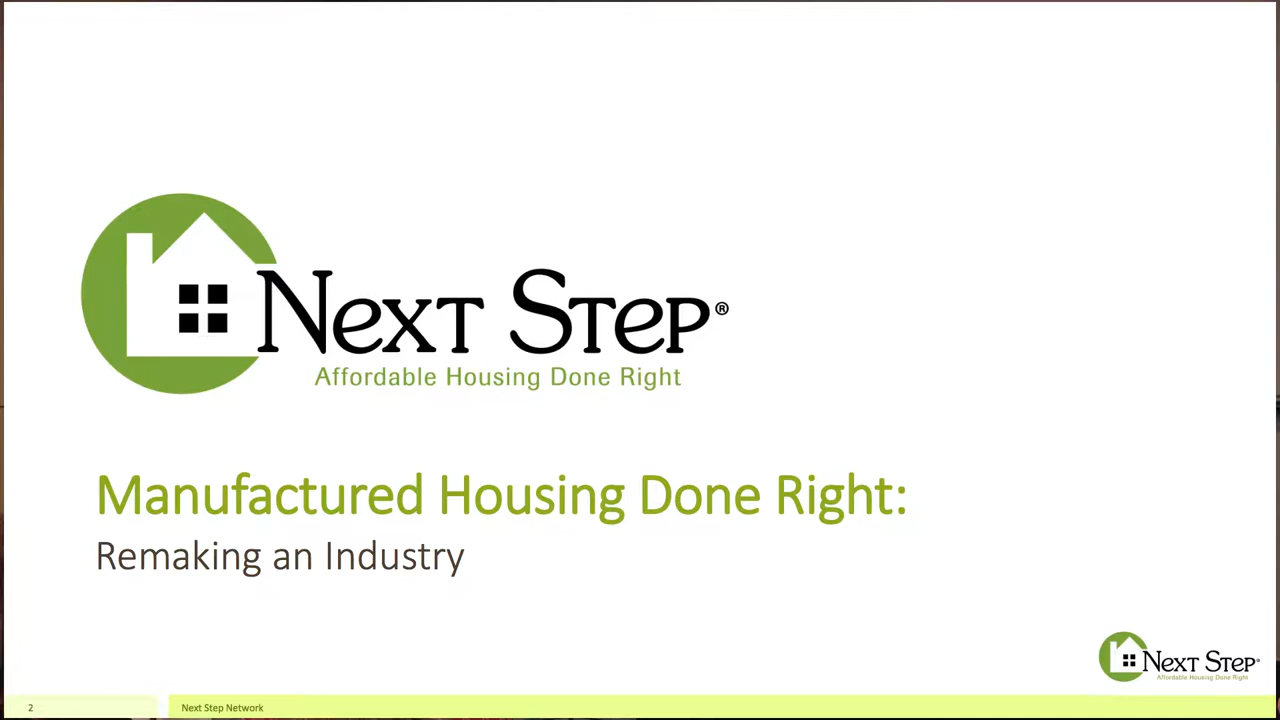 Next Step®
Affordable Housing Done Right
Manufactured Housing Done Right:
Remaking an Industry
Next Step®
Affordable Housing Done Right
2
Next Step Network